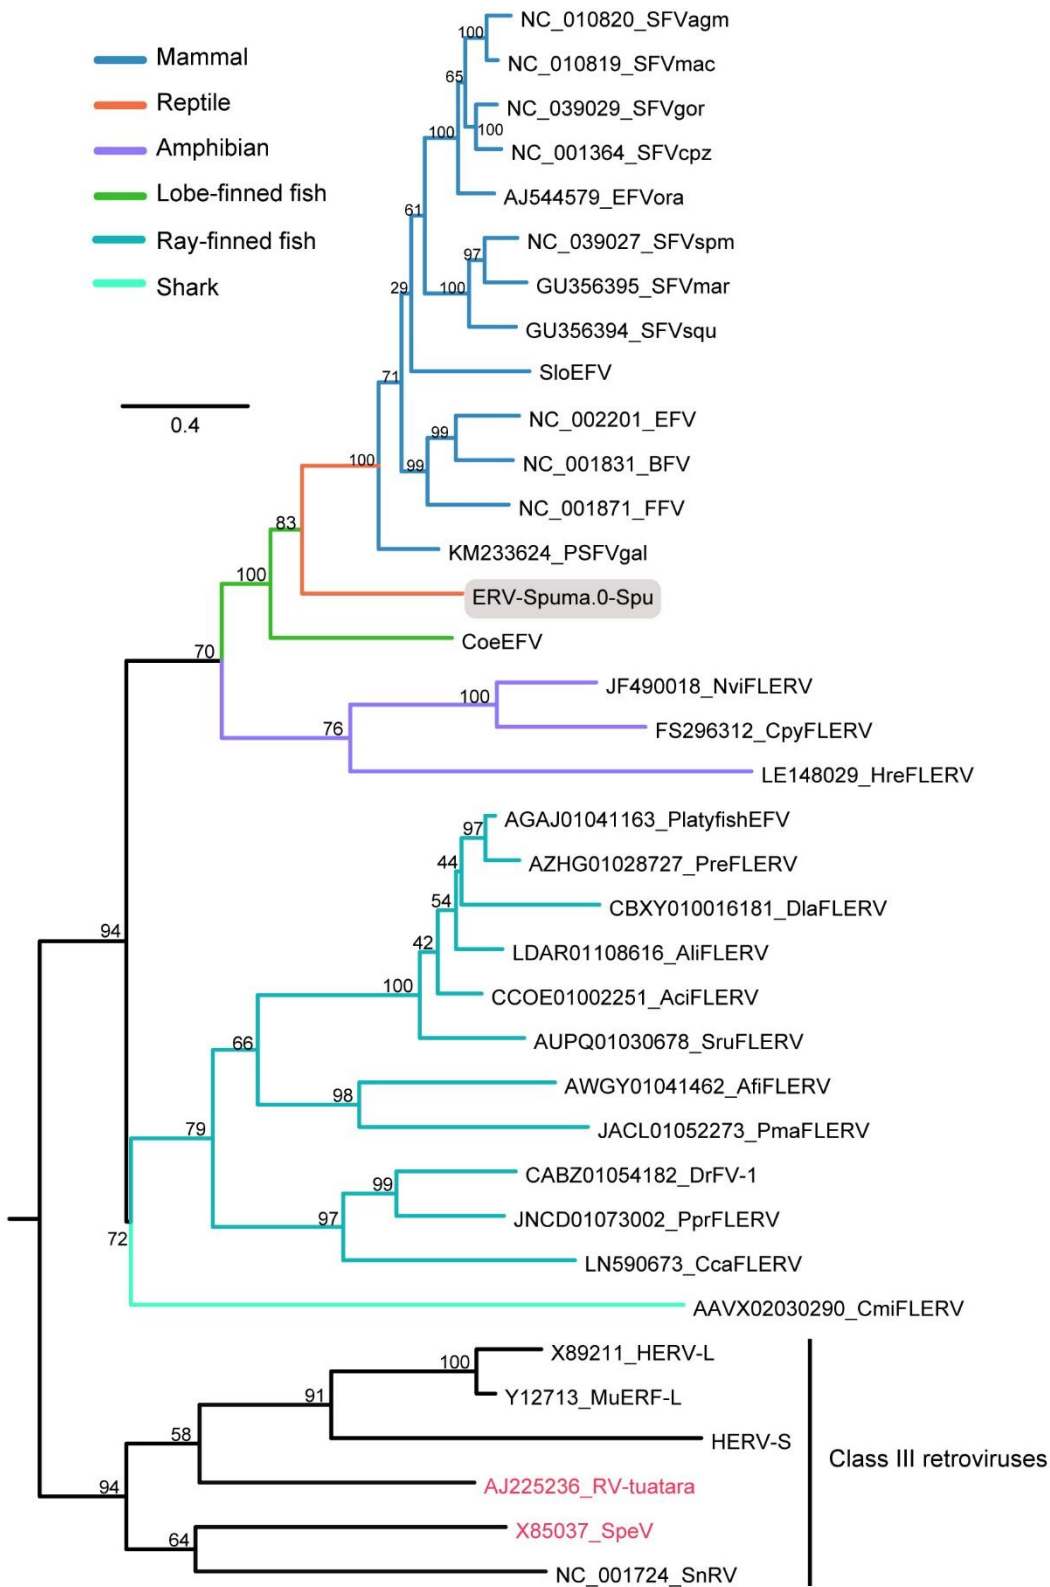 Mammal
Reptile
Amphibian
Lobe-finned fish
Ray-finned fish
Shark
0.4
100
NC_010820_SFVagm
NC_010819_SFVmac
65
NC_039029_SFVgor
100
NC_001364_SFVcpz
100
AJ544579_EFVora
61
NC_039027_SFVspm
97
GU356395_SFVmar
100
GU356394_SFVsqu
29
SloEFV
71
NC_002201_EFV
99
NC_001831_BFV
99
NC_001871_FFV
100
KM233624_PSFVgal
83
ERV-Spuma.0-Spu
100
CoeEFV
70
JF490018_NviFLERV
100
FS296312_CpyFLERV
76
LE148029_HreFLERV
94
AGAJ01041163_PlatyfishEFV
97
AZHG01028727_PreFLERV
44
CBXY010016181_DlaFLERV
54
LDAR01108616_AliFLERV
42
CCOE01002251_AciFLERV
100
AUPQ01030678_SruFLERV
66
AWGY01041462_AfiFLERV
98
JACL01052273_PmaFLERV
79
CABZ01054182_DrFV-1
99
JNCD01073002_PprFLERV
97
LN590673_CcaFLERV
72
AAVX02030290_CmiFLERV
X89211_HERV-L
100
Y12713_MuERF-L
91
HERV-S
58
AJ225236_RV-tuatara
94
X85037_SpeV
64
NC_001724_SnRV
Class III retroviruses